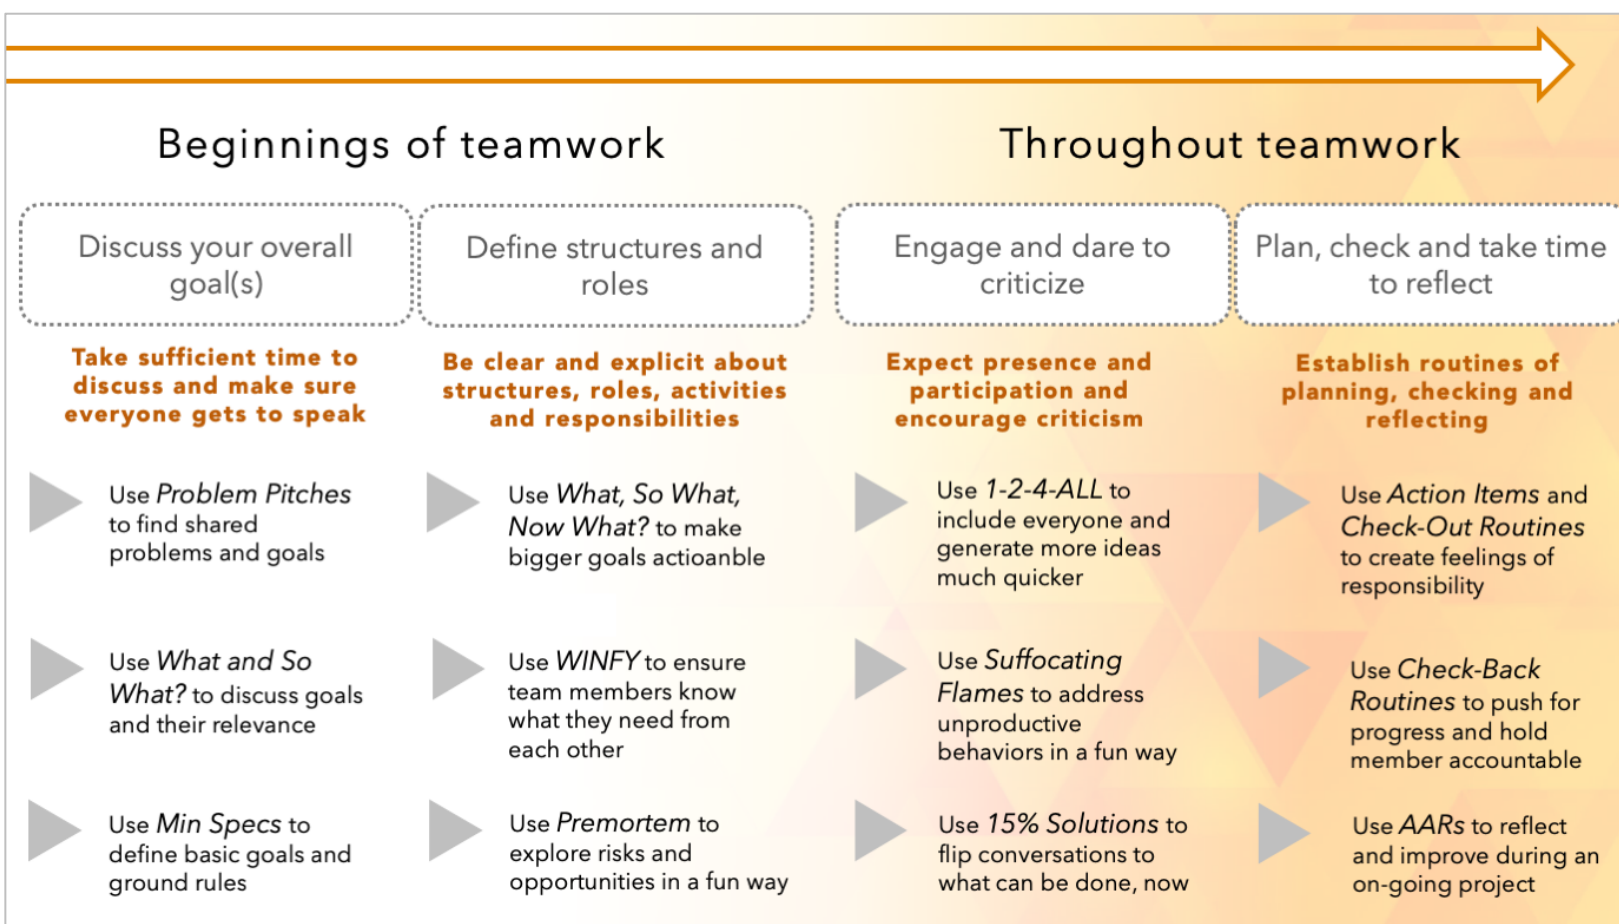 Beginnings of teamwork
Throughout teamwork
Discuss your overall
goal(s)
Define structures and
roles
Engage and dare to
criticize
Plan, check and take time
to reflect
Take sufficient time to
discuss and make sure
everyone gets to speak
Be clear and explicit about
structures, roles, activities
and responsibilities
Expect presence and
participation and
encourage criticism
Establish routines of
planning, checking and
reflecting
Use Problem Pitches
to find shared
problems and goals
Use What, So What,
Now What? to make
bigger goals actioanble
Use 1-2-4-ALL to
include everyone and
generate more ideas
much quicker
Use Action Items and
Check-Out Routines
to create feelings of
responsibility
Use What and So
What? to discuss goals
and their relevance
Use WINFY to ensure
team members know
what they need from
each other
Use Suffocating
Flames to address
unproductive
behaviors in a fun way
Use Check-Back
Routines to push for
progress and hold
member accountable
Use Min Specs to
define basic goals and
ground rules
Use Premortem to
explore risks and
opportunities in a fun way
Use 15% Solutions to
flip conversations to
what can be done, now
Use AARs to reflect
and improve during an
on-going project